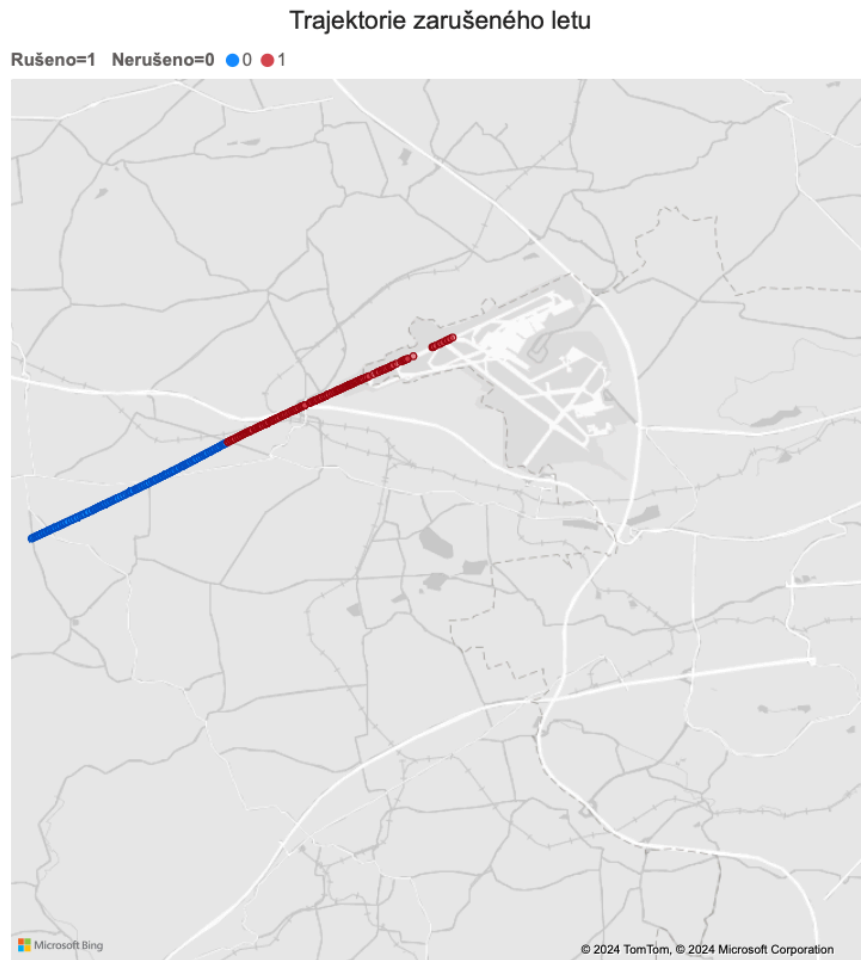 Trajektorie zarušeného letu
Rušeno=1 Nerušeno=0 0 1
Microsoft Bing
© 2024 TomTom, © 2024 Microsoft Corporation